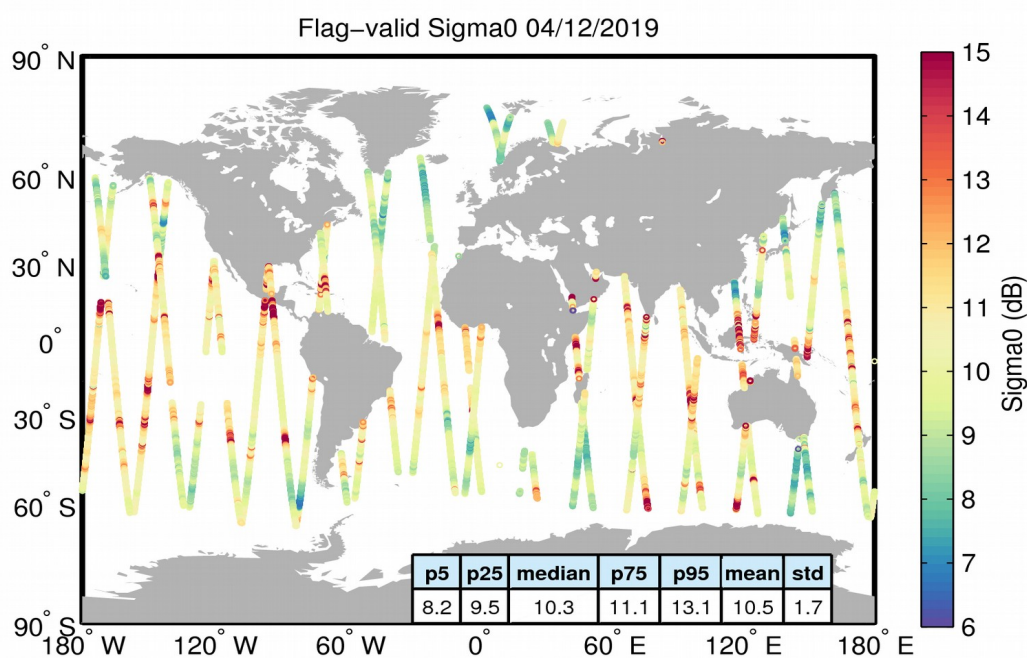 Flag−valid Sigma0 04/12/2019
90° N
60° N
30° N
0°
30° S
60° S
90° S
180° W
120° W
60° W
0°
60° E
120° E
180° E
p5 p25 median p75 p95 mean std
8.2 9.5 10.3 11.1 13.1 10.5 1.7
15
14
13
12
11
10
9
8
7
6
Sigma0 (dB)